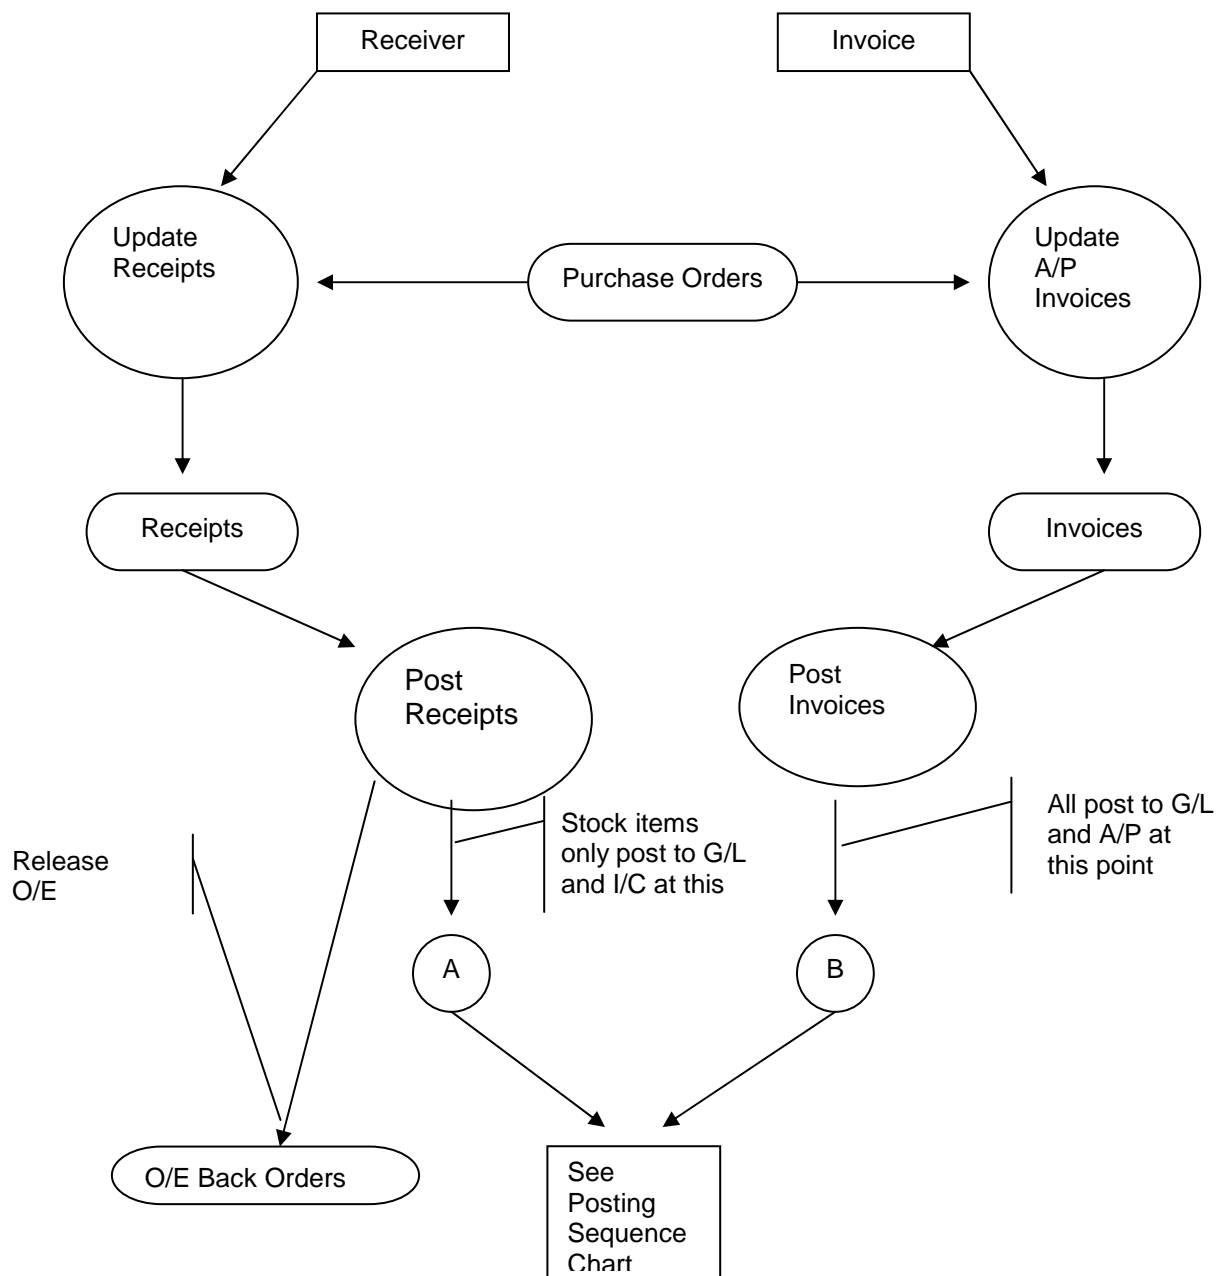 Receiver
Invoice
Update
Receipts
Purchase Orders
Update
A/P
Invoices
Receipts
Invoices
Post
Receipts
Post
Invoices
Release
O/E
Stock items
only post to G/L
and I/C at this
All post to G/L
and A/P at
this point
A
B
O/E Back Orders
See
Posting
Sequence
Chart